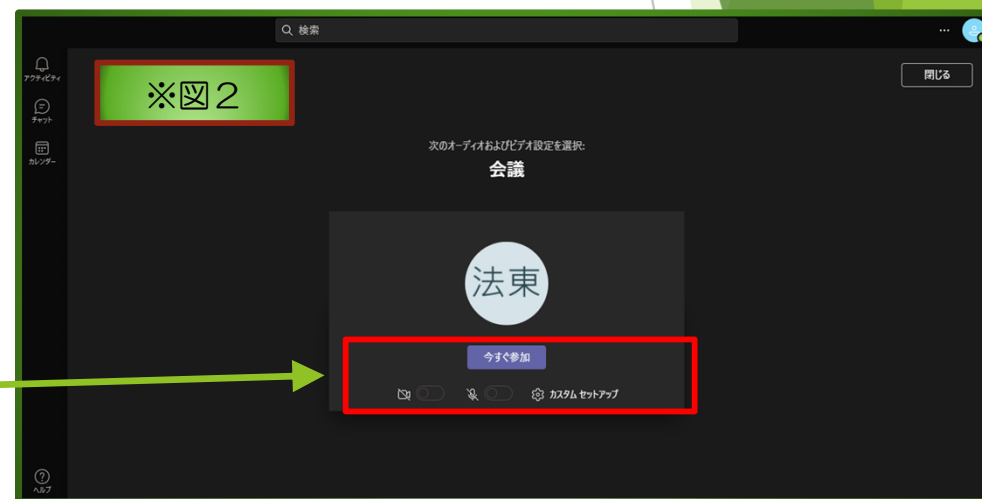 検索
…
アクティビティ
チャット
カレンダー
※図２
閉じる
次のオーディオおよびビデオ設定を選択:
会議
法東
今すぐ参加
カスタム セットアップ
ヘルプ